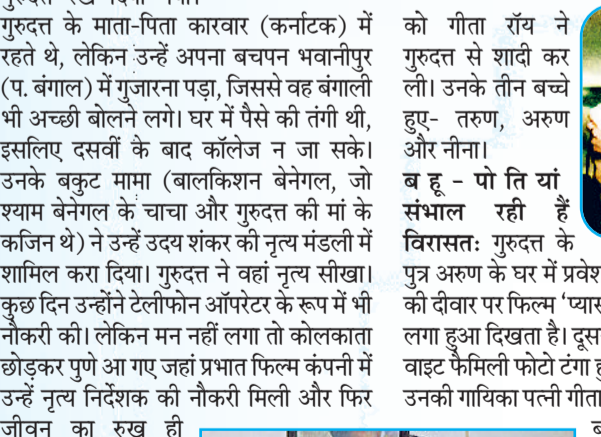 गुरुदत्त के माता-पिता कारवार (कर्नाटक) में
रहते थे, लेकिन उन्हें अपना बचपन भवानीपुर
(प. बंगाल) में गुजारना पड़ा, जिससे वह बंगाली
भी अच्छी बोलने लगे। घर में पैसे की तंगी थी,
इसलिए दसवीं के बाद कॉलेज न जा सके।
उनके बकुट मामा (बालकिशन बेनेगल, जो
श्याम बेनेगल के चाचा और गुरुदत्त की मां के
कजिन थे) ने उन्हें उदय शंकर की नृत्य मंडली में
शामिल करा दिया। गुरुदत्त ने वहां नृत्य सीखा।
कुछ दिन उन्होंने टेलीफोन ऑपरेटर के रूप में भी
नौकरी की। लेकिन मन नहीं लगा तो कोलकाता
छोड़कर पुणे आ गए जहां प्रभात फिल्म कंपनी में
उन्हें नृत्य निर्देशक की नौकरी मिली और फिर
जीवन का रुख ही
को गीता रॉय ने
गुरुदत्त से शादी कर
ली। उनके तीन बच्चे
हुए- तरुण, अरुण
और नीना।
ब हू - पो ति यां
संभाल रही हैं
विरासतः गुरुदत्त के
पुत्र अरुण के घर में प्रवेश
की दीवार पर फिल्म ‘प्यास
लगा हुआ दिखता है। दूस
वाइट फैमिली फोटो टंगा हु
उनकी गायिका पत्नी गीता